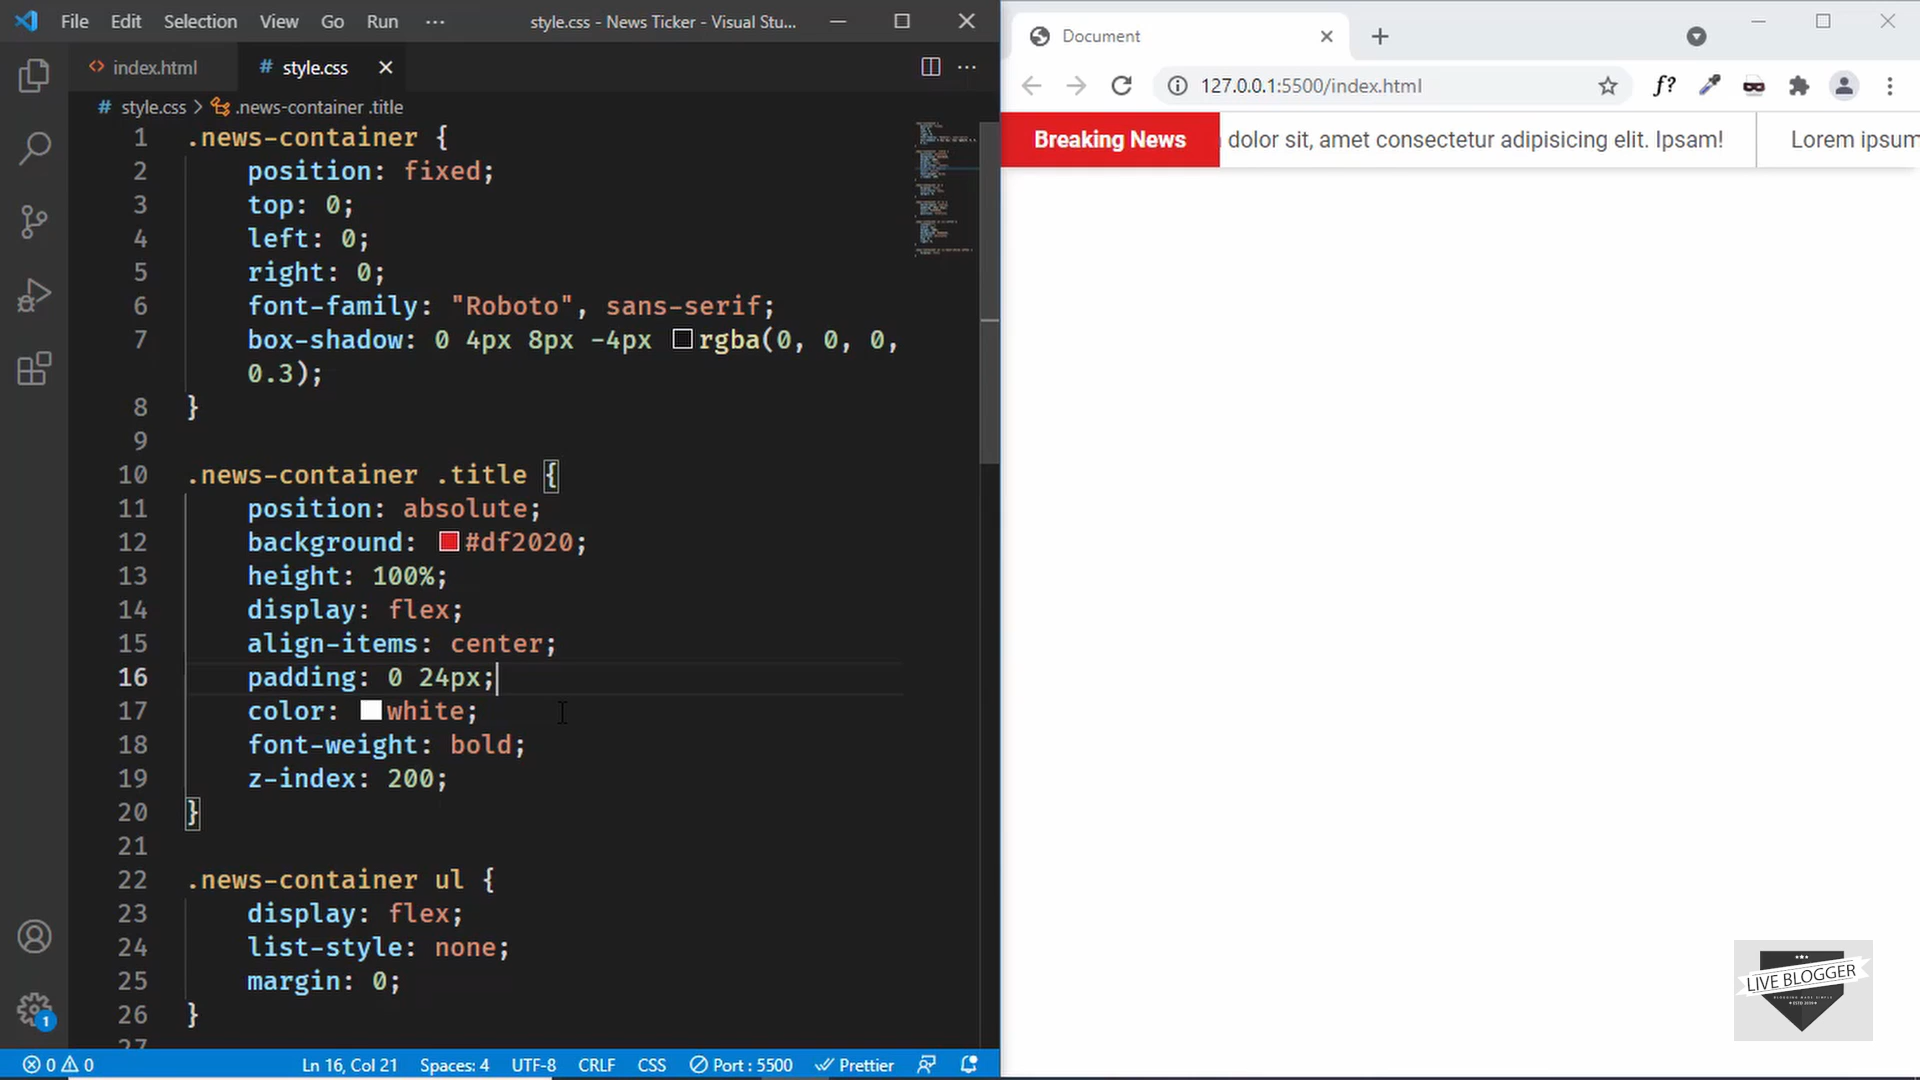 File Edit Selection View Go Run ··· style.css - News Ticker - Visual Stu...
index.html style.css
style.css > .news-container .title
1 .news-container {
2 position: fixed;
3 top: 0;
4 left: 0;
5 right: 0;
6 font-family: "Roboto", sans-serif;
7 box-shadow: 0 4px 8px -4px rgba(0, 0, 0,
0.3);
8 }
9
10 .news-container .title {
11 position: absolute;
12 background: #df2020;
13 height: 100%;
14 display: flex;
15 align-items: center;
16 padding: 0 24px;
17 color: white;
18 font-weight: bold;
19 z-index: 200;
20 }
21
22 .news-container ul {
23 display: flex;
24 list-style: none;
25 margin: 0;
26 }
27
1
0 0 Ln 16, Col 21 Spaces: 4 UTF-8 CRLF CSS Port : 5500 Prettier
Document
127.0.0.1:5500/index.html f?
Breaking News dolor sit, amet consectetur adipisicing elit. Ipsam! Lorem ipsum
LIVE BLOGGER